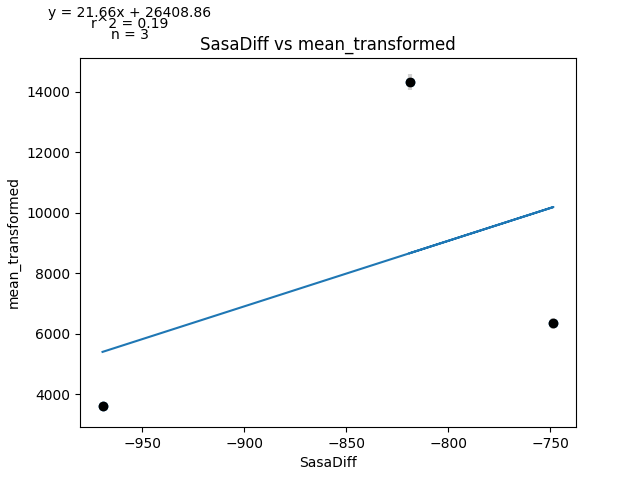 y = 21.66x + 26408.86
r^2 = 0.19
n = 3
SasaDiff vs mean_transformed
14000
12000
10000
8000
6000
4000
mean_transformed
−950
−900
−850
−800
−750
SasaDiff